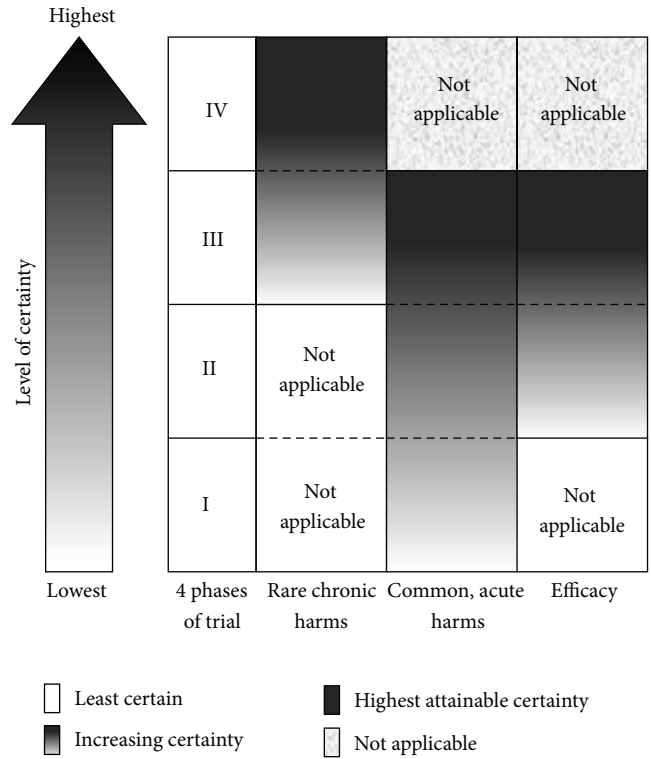 Highest
Level of certainty
Lowest
IV
Not
applicable
Not
applicable
III
II
Not
applicable
I
Not
applicable
Not
applicable
4 phases
of trial
Rare chronic
harms
Common, acute
harms
Efficacy
Least certain
Increasing certainty
Highest attainable certainty
Not applicable